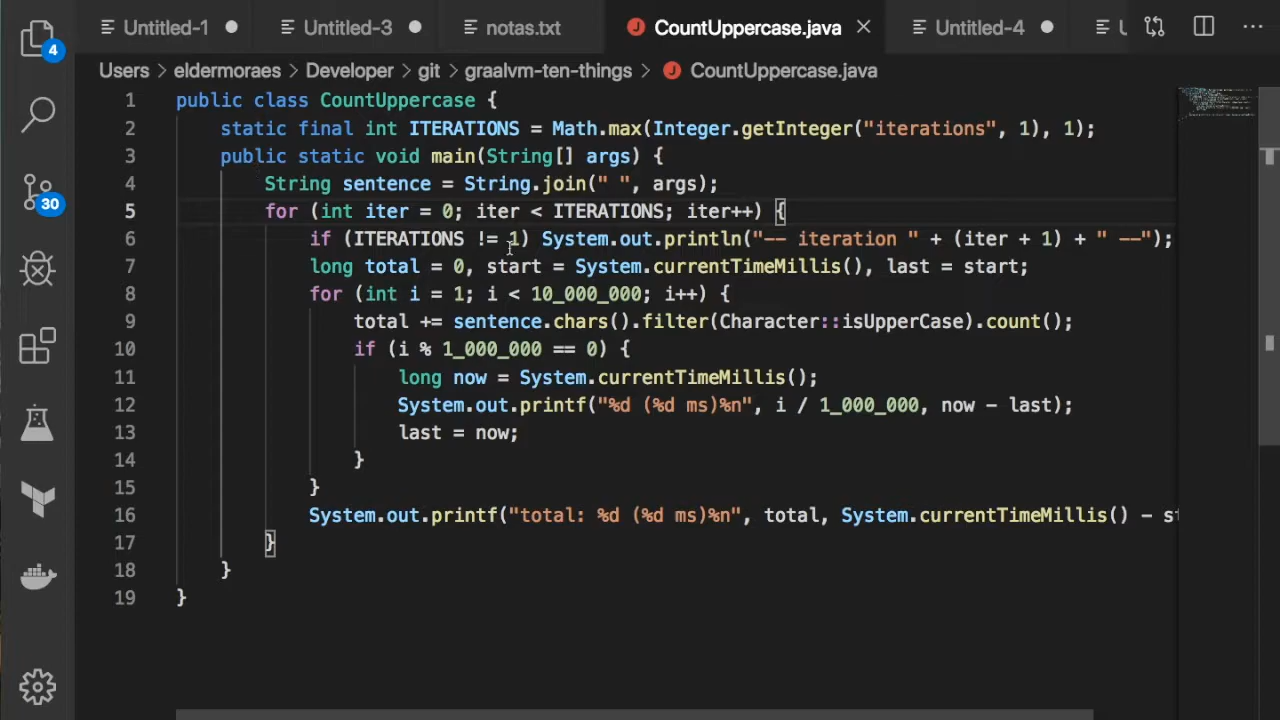 Untitled-1 Untitled-3 notas.txt CountUppercase.java Untitled-4
Users > eldermoraes > Developer > git > graalvm-ten-things > CountUppercase.java
4
30
1 public class CountUppercase {
2 static final int ITERATIONS = Math.max(Integer.getInteger("iterations", 1), 1);
3 public static void main(String[] args) {
4 String sentence = String.join(" ", args);
5 for (int iter = 0; iter < ITERATIONS; iter++) {
6 if (ITERATIONS != 1) System.out.println("-- iteration " + (iter + 1) + " --");
7 long total = 0, start = System.currentTimeMillis(), last = start;
8 for (int i = 1; i < 10_000_000; i++) {
9 total += sentence.chars().filter(Character::isUpperCase).count();
10 if (i % 1_000_000 == 0) {
11 long now = System.currentTimeMillis();
12 System.out.printf("%d (%d ms)%n", i / 1_000_000, now - last);
13 last = now;
14 }
15 }
16 System.out.printf("total: %d (%d ms)%n", total, System.currentTimeMillis() - st
17 }
18 }
19 }